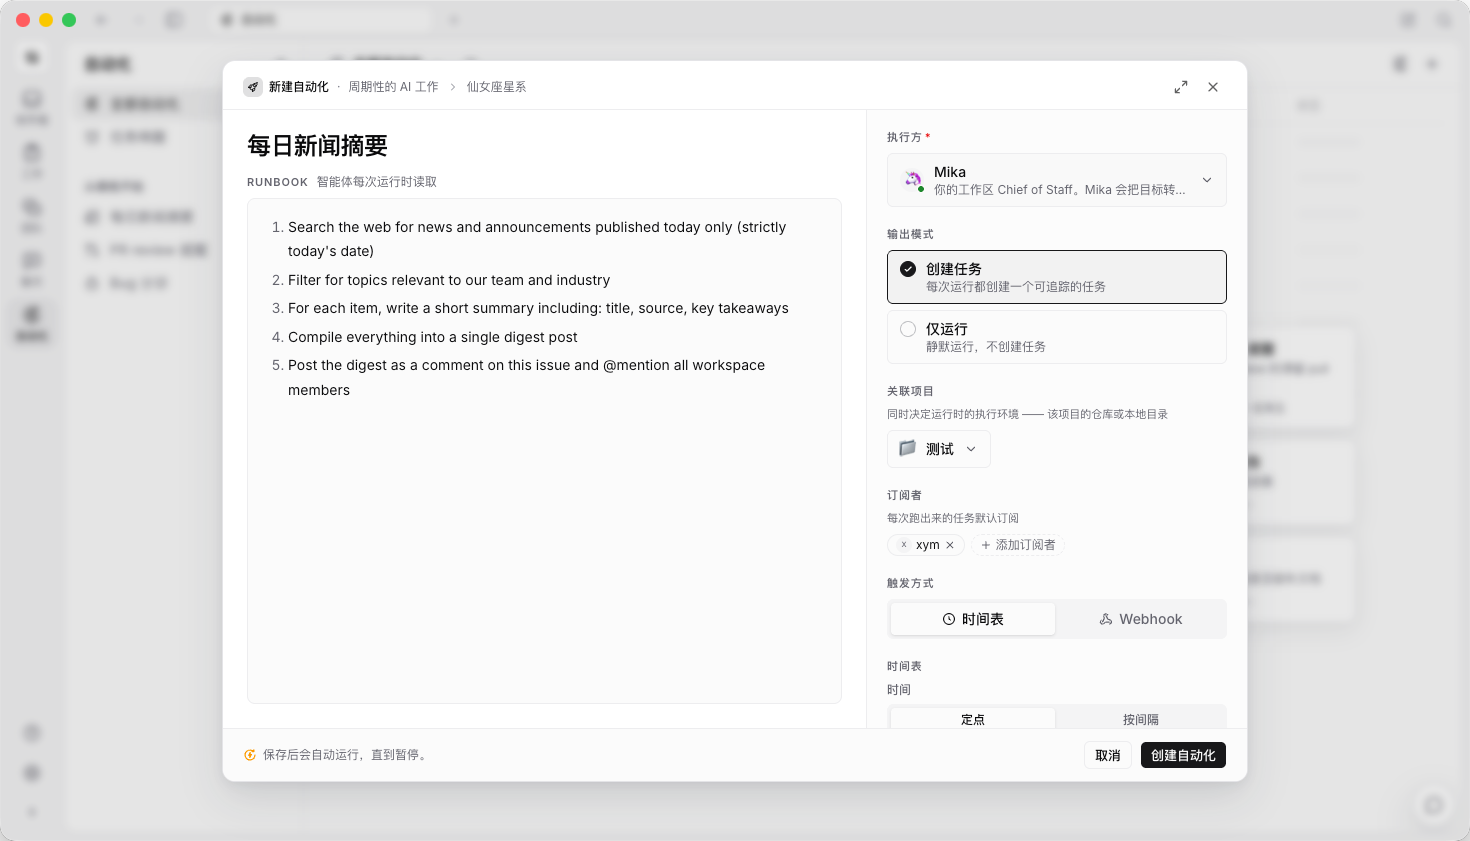 新建自动化 · 周期性的 AI 工作 > 仙女座星系
每日新闻摘要
RUNBOOK 智能体每次运行时读取
1. Search the web for news and announcements published today only (strictly
today's date)
2. Filter for topics relevant to our team and industry
3. For each item, write a short summary including: title, source, key takeaways
4. Compile everything into a single digest post
5. Post the digest as a comment on this issue and @mention all workspace
members
执行方 *
Mika
你的工作区 Chief of Staff。Mika 会把目标转...
输出模式
创建任务
每次运行都创建一个可追踪的任务
仅运行
静默运行，不创建任务
关联项目
同时决定运行时的执行环境 —— 该项目的仓库或本地目录
测试
订阅者
每次跑出来的任务默认订阅
x xym × + 添加订阅者
触发方式
时间表 Webhook
时间表
时间
定点 按间隔
保存后会自动运行，直到暂停。
取消 创建自动化